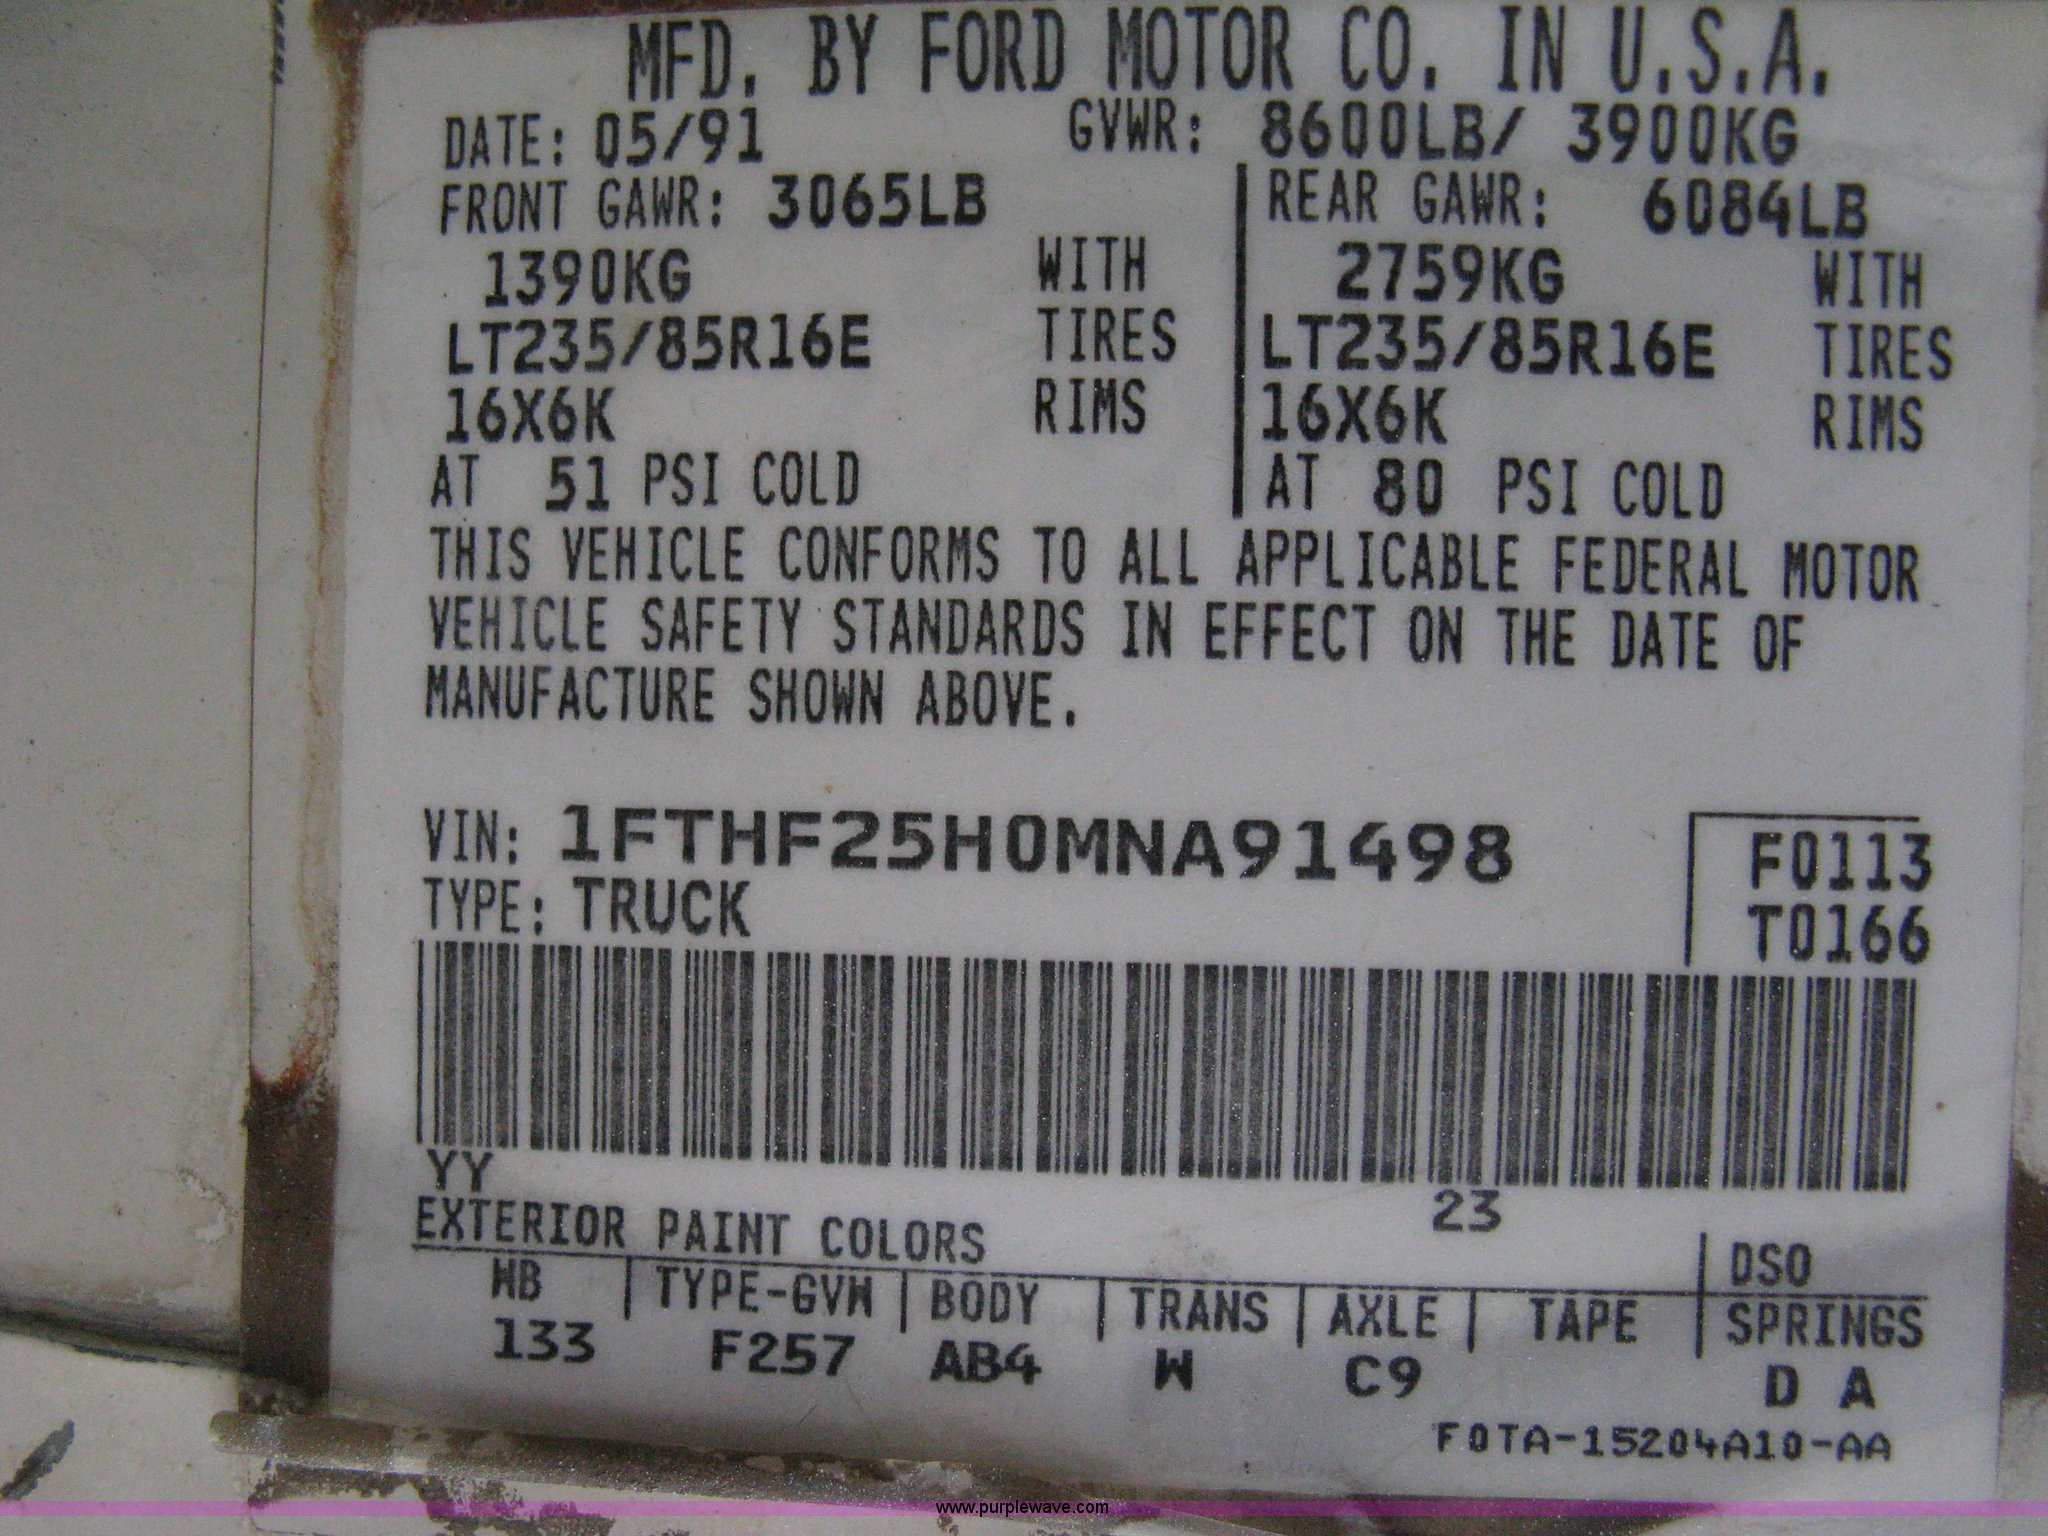 MFD. BY FORD MOTOR CO. IN U.S.A.
DATE: 05/91 GVWR: 8600LB/ 3900KG
FRONT GAWR: 3065LB REAR GAWR: 6084LB
1390KG WITH 2759KG WITH
LT235/85R16E TIRES LT235/85R16E TIRES
16X6K RIMS 16X6K RIMS
AT 51 PSI COLD AT 80 PSI COLD
THIS VEHICLE CONFORMS TO ALL APPLICABLE FEDERAL MOTOR
VEHICLE SAFETY STANDARDS IN EFFECT ON THE DATE OF
MANUFACTURE SHOWN ABOVE.
VIN: 1FTHF25H0MNA91498 F0113
TYPE: TRUCK T0166
YY 23
EXTERIOR PAINT COLORS DSO
WB TYPE-GVW BODY TRANS AXLE TAPE SPRINGS
133 F257 AB4 W C9 D A
F0TA-15204A10-AA
www.purplewave.com